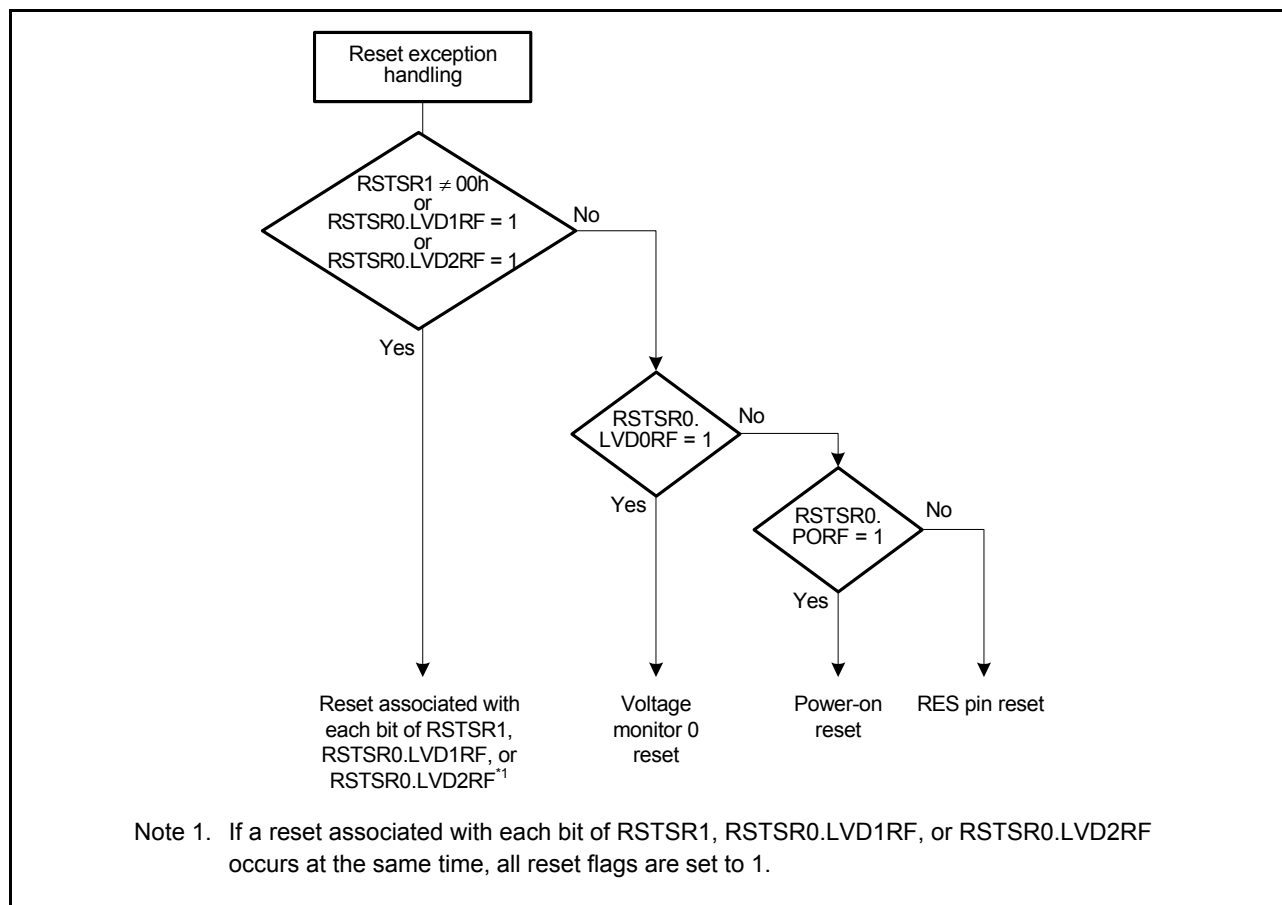 Reset exception
handling
RSTSR1 ≠ 00h
or
RSTSR0.LVD1RF = 1
or
RSTSR0.LVD2RF = 1
No
Yes
RSTSR0.
LVD0RF = 1
No
Yes
RSTSR0.
PORF = 1
No
Yes
Reset associated with
each bit of RSTSR1,
RSTSR0.LVD1RF, or
RSTSR0.LVD2RF*1
Voltage
monitor 0
reset
Power-on
reset
RES pin reset
Note 1. If a reset associated with each bit of RSTSR1, RSTSR0.LVD1RF, or RSTSR0.LVD2RF
occurs at the same time, all reset flags are set to 1.